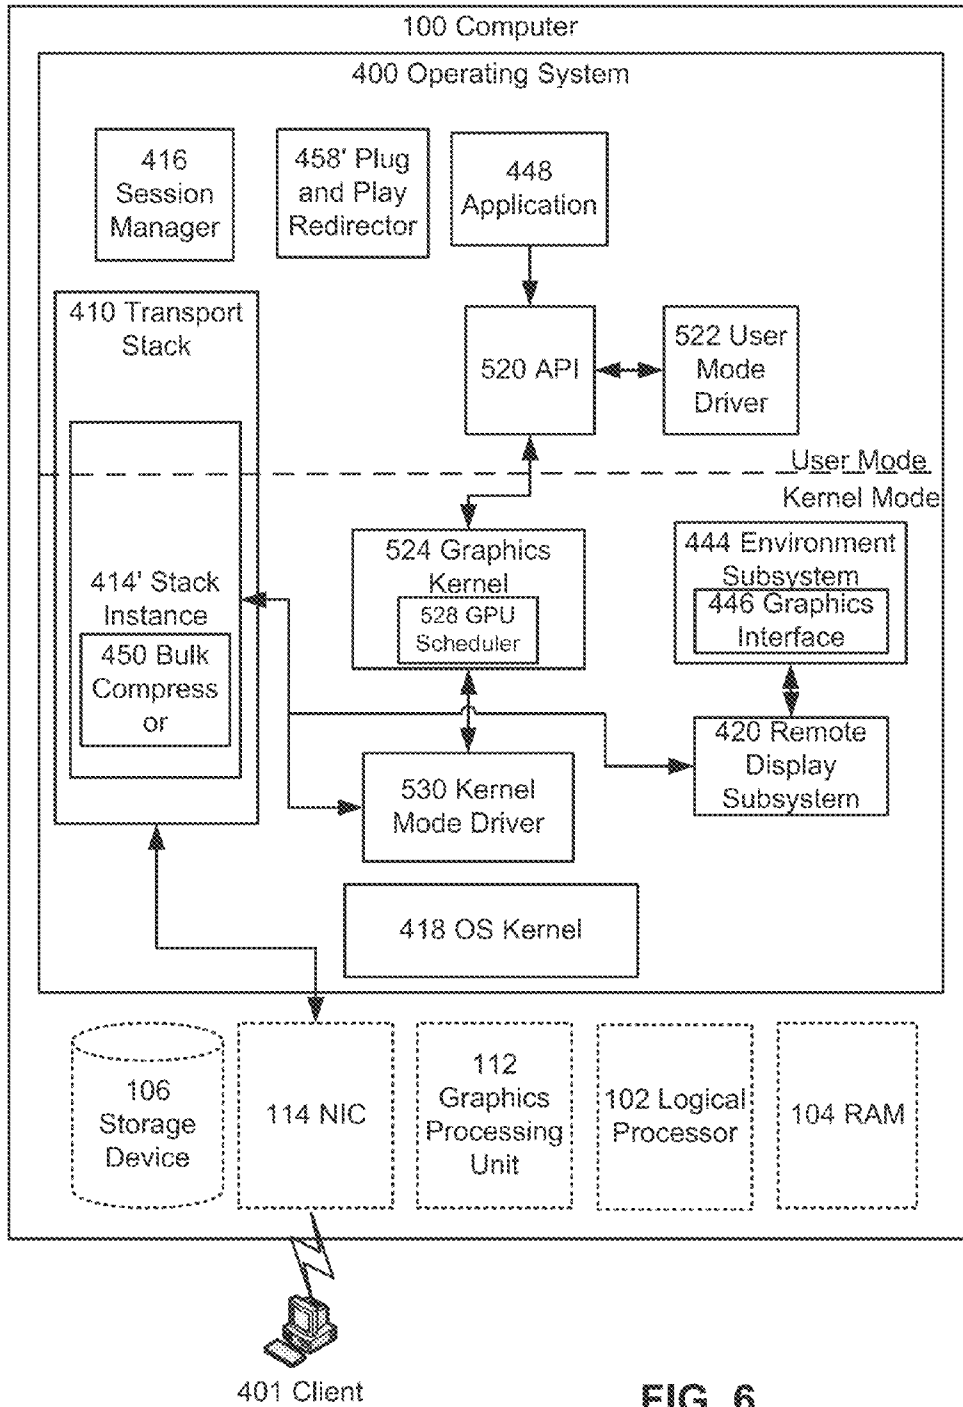 100 Computer
400 Operating System
416
Session
Manager
458' Plug
and Play
Redirector
448
Application
410 Transport
Stack
520 API
522 User
Mode
Driver
User Mode
Kernel Mode
414' Stack
Instance
450 Bulk
Compress
or
524 Graphics
Kernel
528 GPU
Scheduler
444 Environment
Subsystem
446 Graphics
Interface
420 Remote
Display
Subsystem
530 Kernel
Mode Driver
418 OS Kernel
106
Storage
Device
114 NIC
112
Graphics
Processing
Unit
102 Logical
Processor
104 RAM
401 Client
FIG. 6